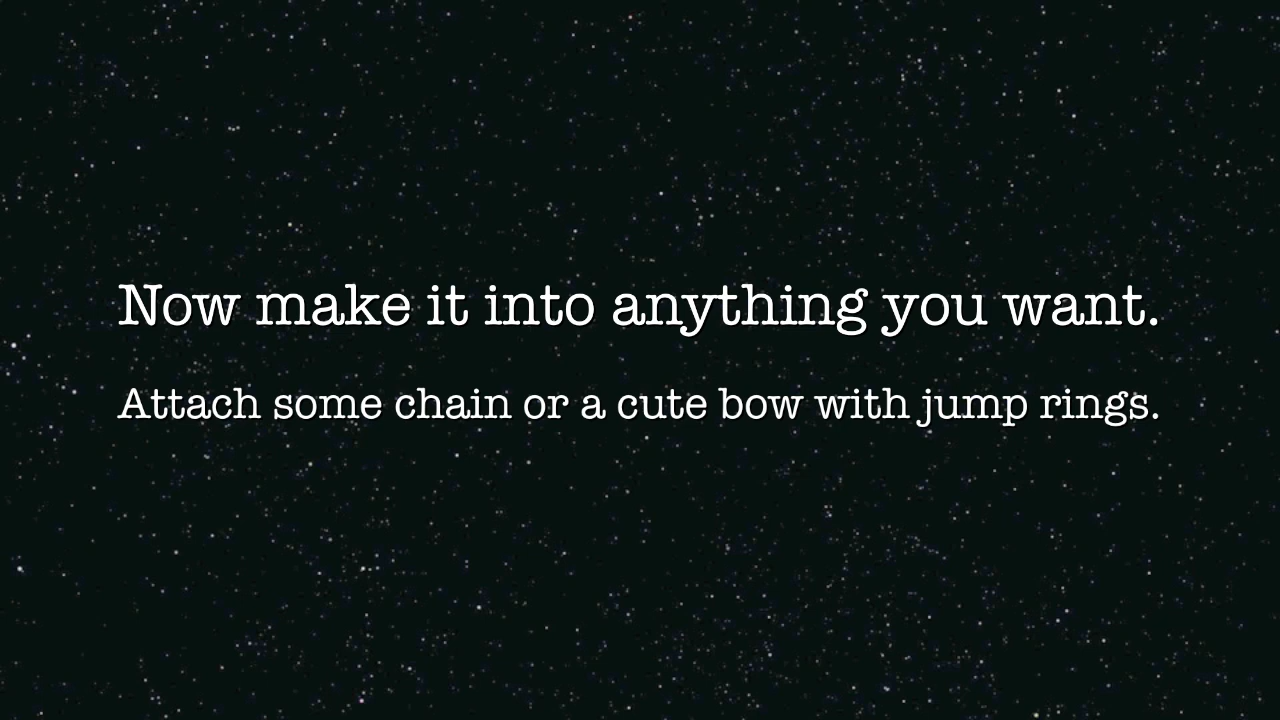 Now make it into anything you want.
Attach some chain or a cute bow with jump rings.